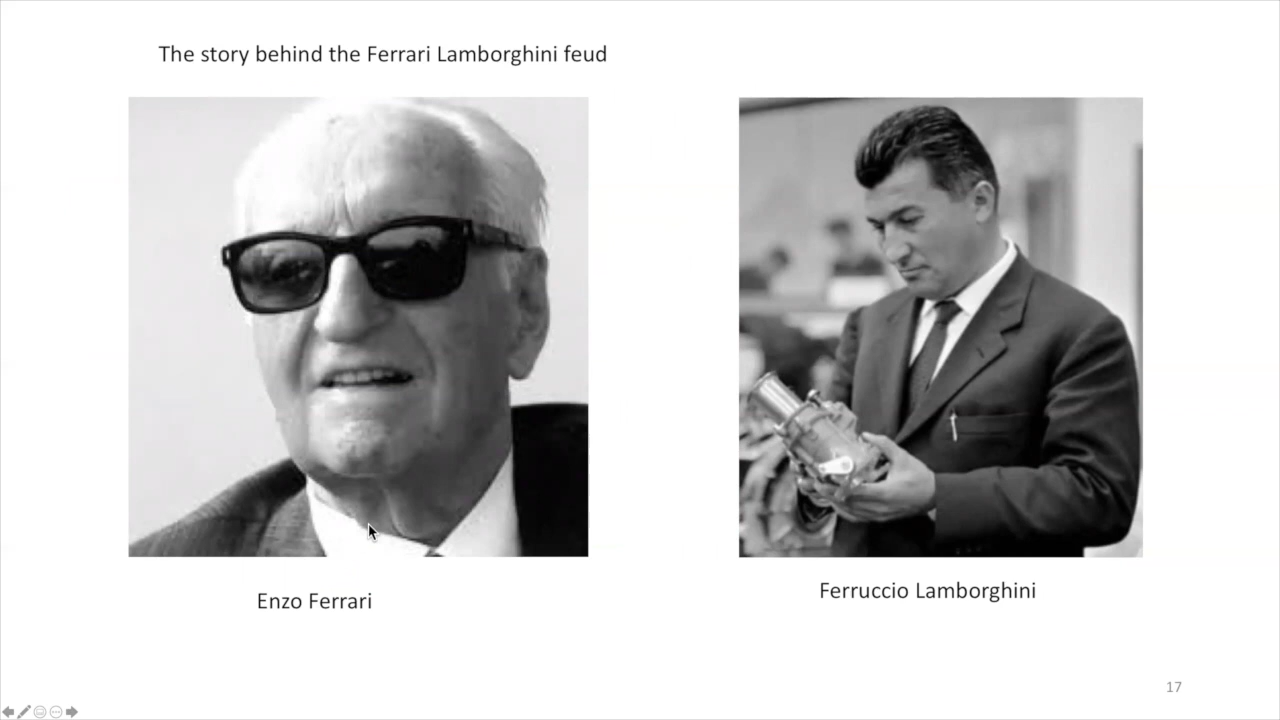 The story behind the Ferrari Lamborghini feud
Enzo Ferrari
Ferruccio Lamborghini
17